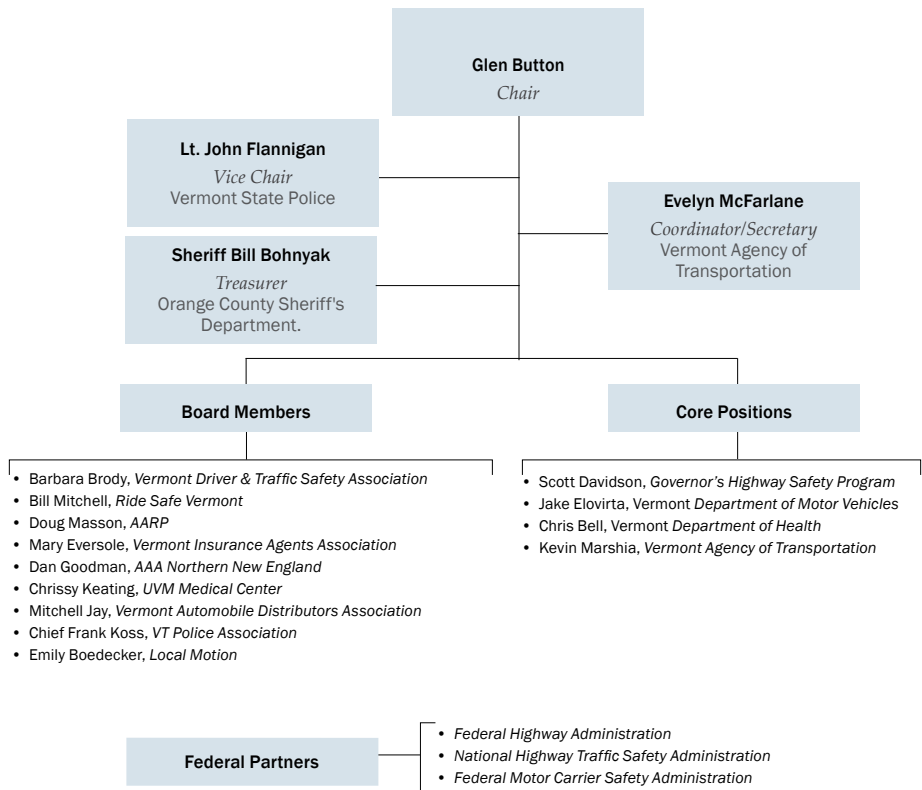 Glen Button
Chair
Lt. John Flannigan
Vice Chair
Vermont State Police
Evelyn McFarlane
Coordinator/Secretary
Vermont Agency of
Transportation
Sheriff Bill Bohnyak
Treasurer
Orange County Sheriff's
Department.
Board Members
• Barbara Brody, Vermont Driver & Traffic Safety Association
• Bill Mitchell, Ride Safe Vermont
• Doug Masson, AARP
• Mary Eversole, Vermont Insurance Agents Association
• Dan Goodman, AAA Northern New England
• Chrissy Keating, UVM Medical Center
• Mitchell Jay, Vermont Automobile Distributors Association
• Chief Frank Koss, VT Police Association
• Emily Boedecker, Local Motion
Core Positions
• Scott Davidson, Governor’s Highway Safety Program
• Jake Elovirta, Vermont Department of Motor Vehicles
• Chris Bell, Vermont Department of Health
• Kevin Marshia, Vermont Agency of Transportation
Federal Partners
• Federal Highway Administration
• National Highway Traffic Safety Administration
• Federal Motor Carrier Safety Administration